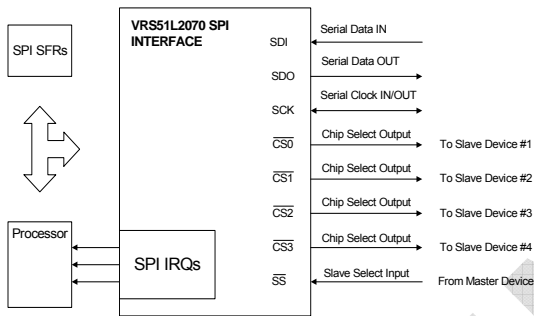 VRS51L2070 SPI
INTERFACE
SPI SFRs
SDI
Serial Data IN
SDO
Serial Data OUT
SCK
Serial Clock IN/OUT
CS0
Chip Select Output
To Slave Device #1
CS1
Chip Select Output
To Slave Device #2
CS2
Chip Select Output
To Slave Device #3
CS3
Chip Select Output
To Slave Device #4
SS
Slave Select Input
From Master Device
Processor
SPI IRQs